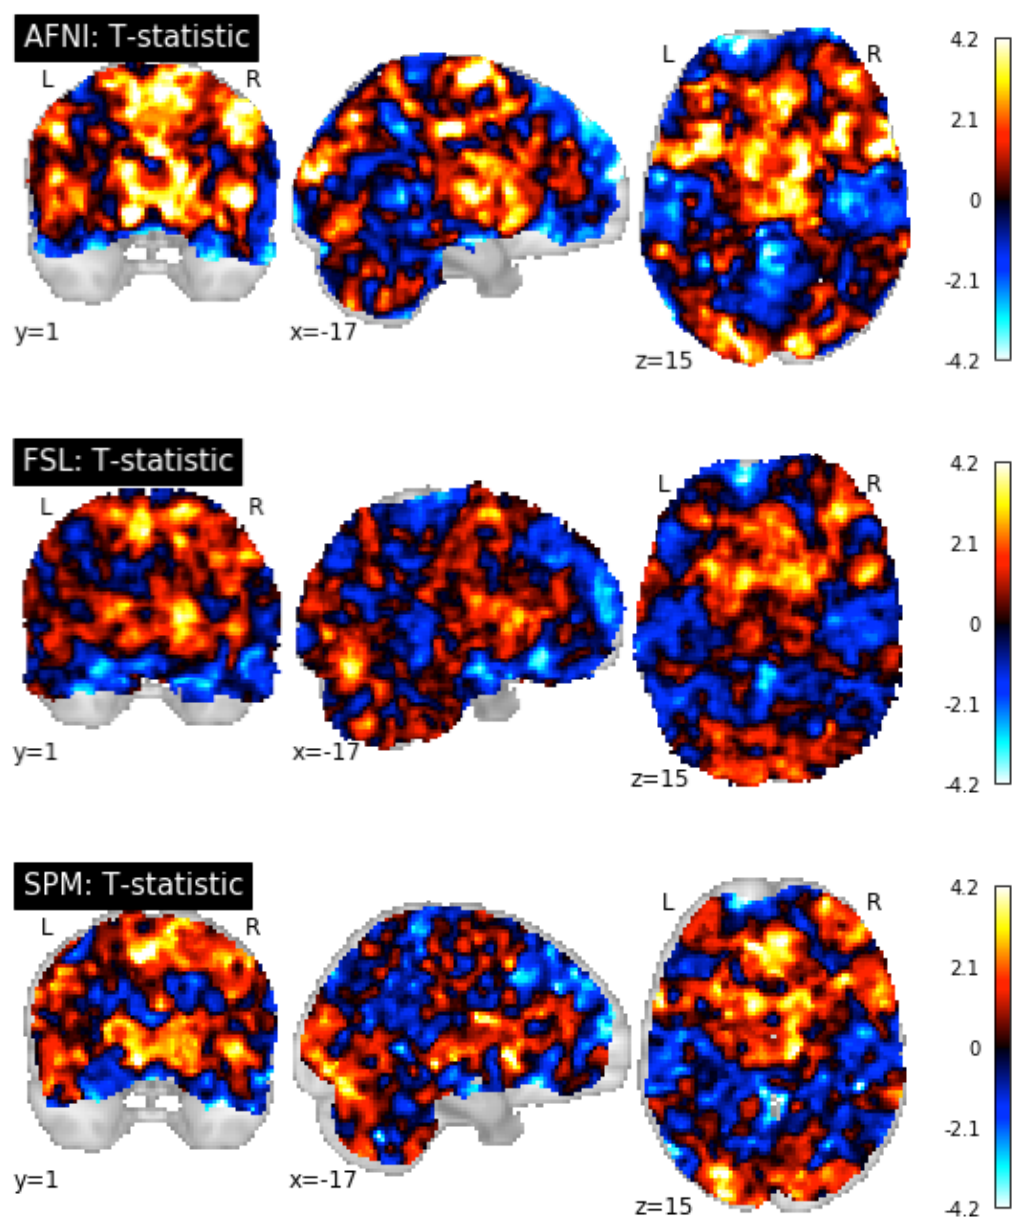 AFNI: T-statistic
L R L R
4.2
2.1
0
-2.1
-4.2
y=1 x=-17 z=15
FSL: T-statistic
L R L R
4.2
2.1
0
-2.1
-4.2
y=1 x=-17 z=15
SPM: T-statistic
L R L R
4.2
2.1
0
-2.1
-4.2
y=1 x=-17 z=15